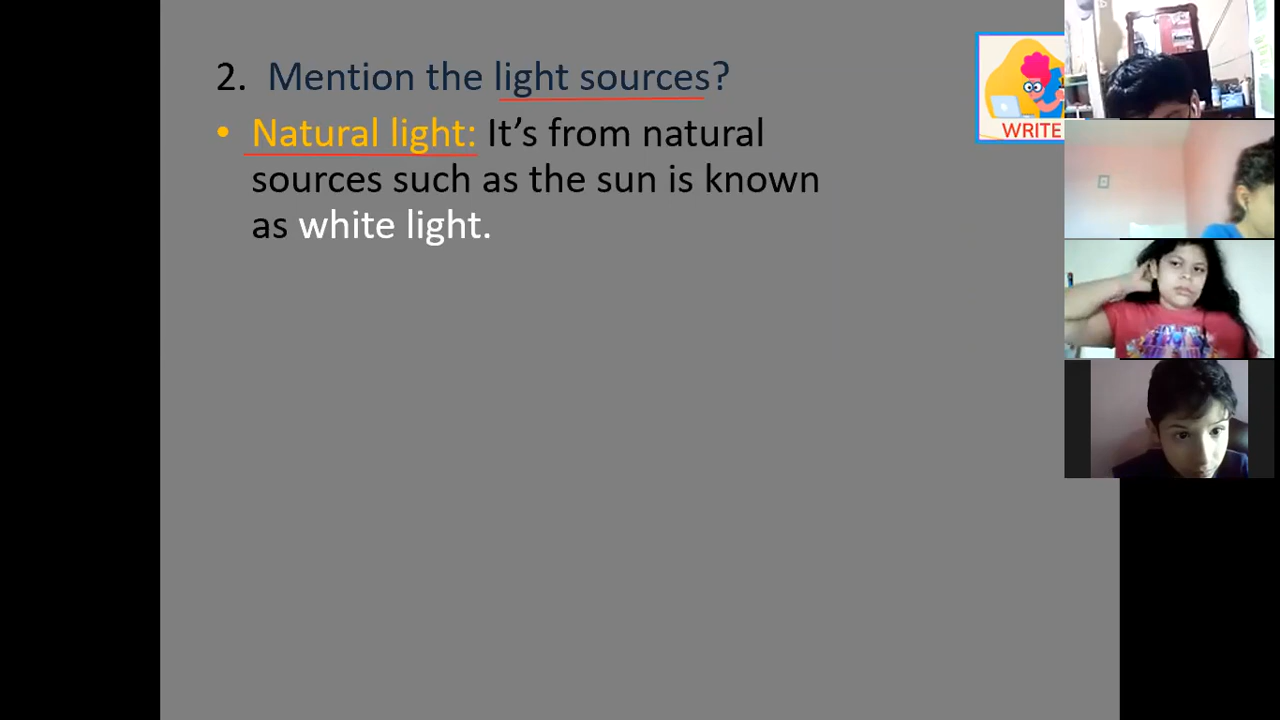 2. Mention the light sources?
• Natural light: It’s from natural
sources such as the sun is known
as white light.
WRITE